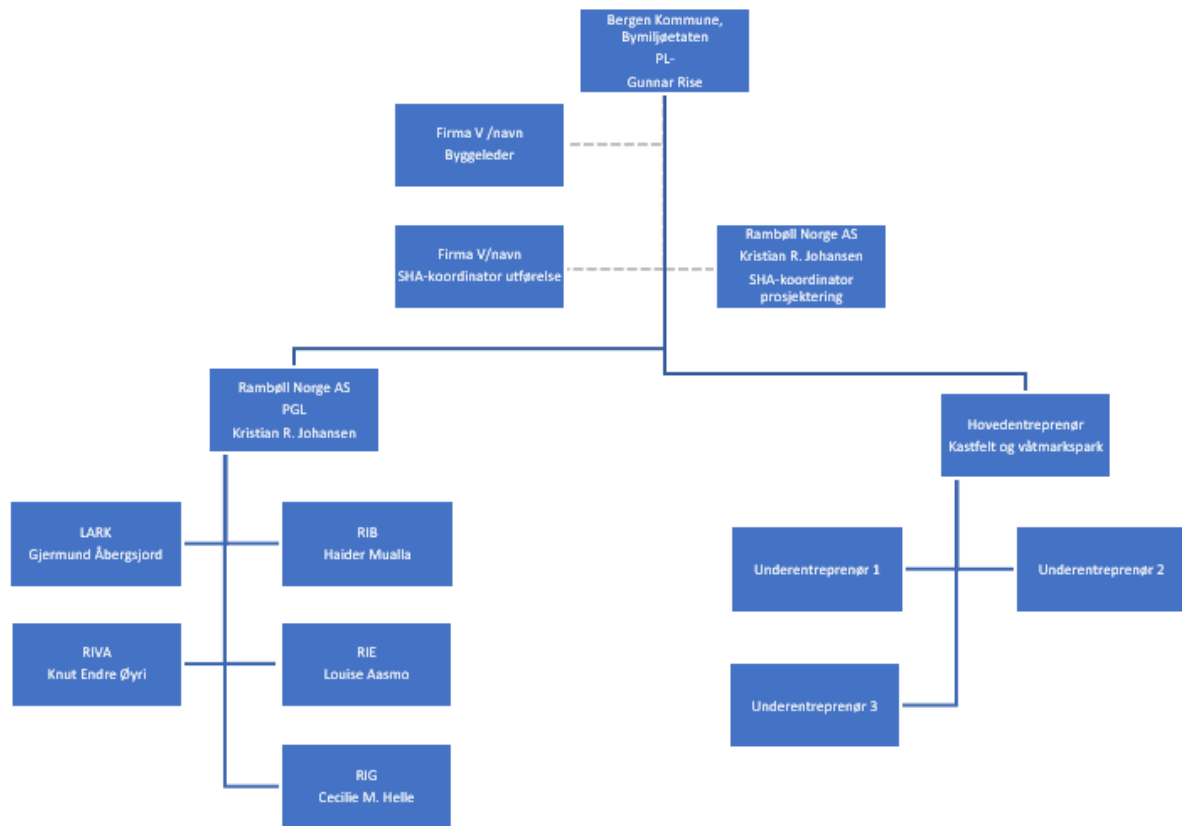 Bergen Kommune,
Bymiljøetaten
PL-
Gunnar Rise
Firma V /navn
Byggeleder
Firma V/navn
SHA-koordinator utførelse
Rambøll Norge AS
Kristian R. Johansen
SHA-koordinator
prosjektering
Rambøll Norge AS
PGL
Kristian R. Johansen
Hovedentreprenør
Kastfelt og våtmarkspark
LARK
Gjermund Åbergsjord
RIB
Haider Mualla
Underentreprenør 1
Underentreprenør 2
RIVA
Knut Endre Øyri
RIE
Louise Aasmo
Underentreprenør 3
RIG
Cecilie M. Helle